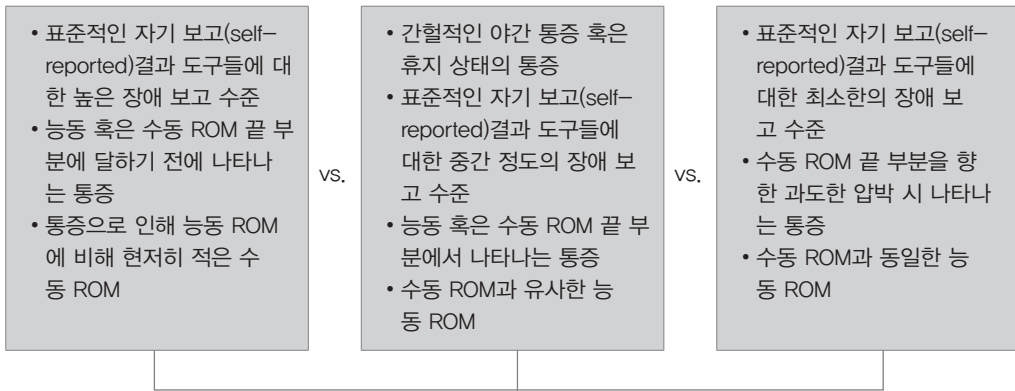 • 표준적인 자기 보고(self-
reported)결과 도구들에 대
한 높은 장애 보고 수준
• 능동 혹은 수동 ROM 끝 부
분에 달하기 전에 나타나
는 통증
• 통증으로 인해 능동 ROM
에 비해 현저히 적은 수
동 ROM
vs.
• 간헐적인 야간 통증 혹은
휴지 상태의 통증
• 표준적인 자기 보고(self-
reported)결과 도구들에
대한 중간 정도의 장애 보
고 수준
• 능동 혹은 수동 ROM 끝 부
분에서 나타나는 통증
• 수동 ROM과 유사한 능
동 ROM
vs.
• 표준적인 자기 보고(self-
reported)결과 도구들에
대한 최소한의 장애 보
고 수준
• 수동 ROM 끝 부분을 향
한 과도한 압박 시 나타나
는 통증
• 수동 ROM과 동일한 능
동 ROM